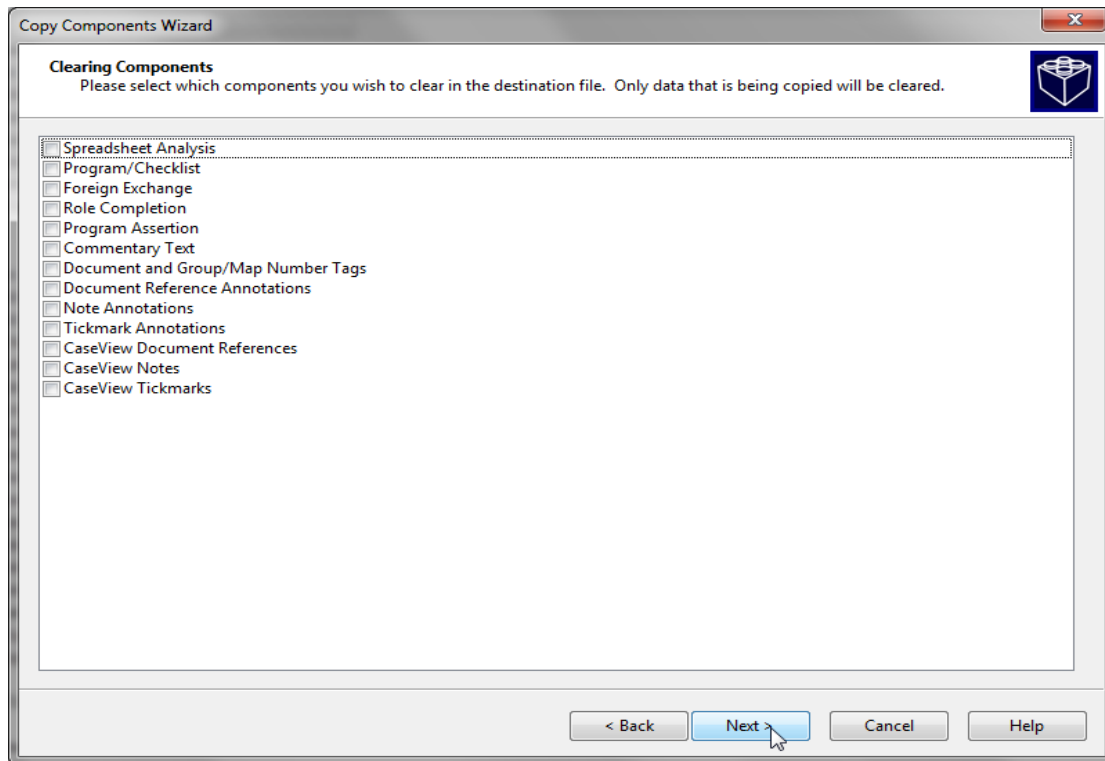 Copy Components Wizard
Clearing Components
Please select which components you wish to clear in the destination file.  Only data that is being copied will be cleared.
Spreadsheet Analysis
Program/Checklist
Foreign Exchange
Role Completion
Program Assertion
Commentary Text
Document and Group/Map Number Tags
Document Reference Annotations
Note Annotations
Tickmark Annotations
CaseView Document References
CaseView Notes
CaseView Tickmarks
< Back
Next >
Cancel
Help